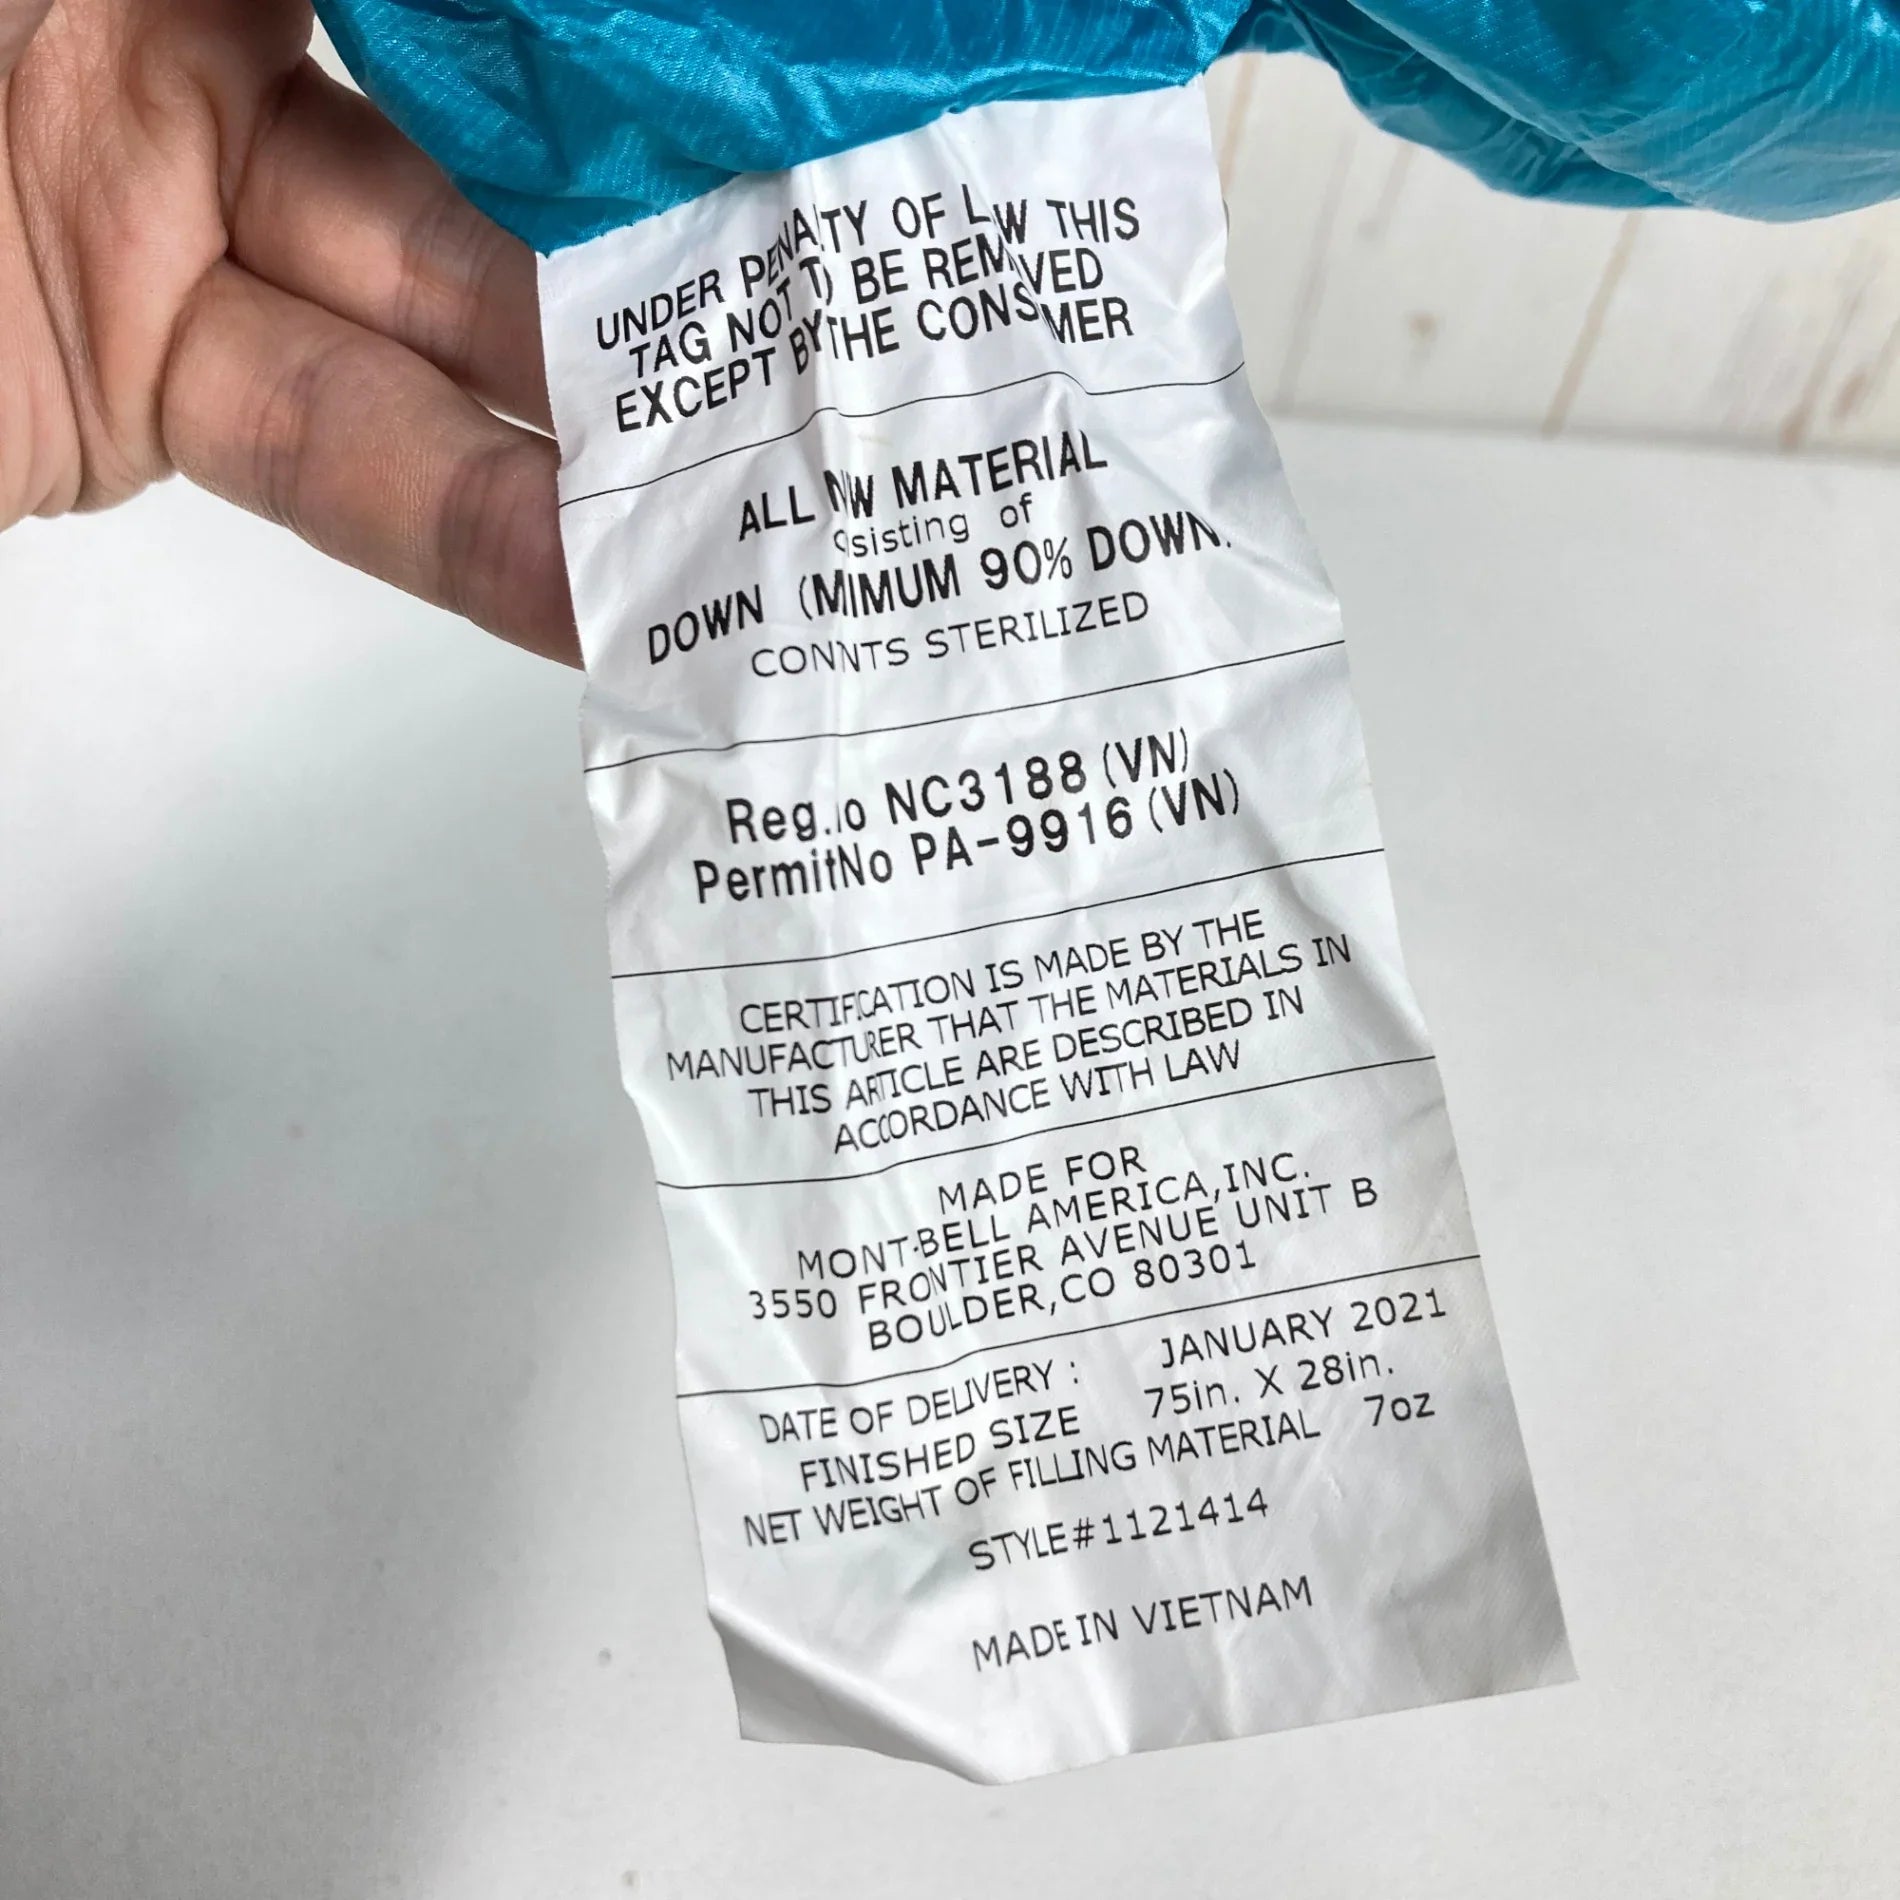 UNDER PENALTY OF LAW THIS
TAG NOT TO BE REMOVED
EXCEPT BY THE CONSUMER
ALL NEW MATERIAL
consisting of
DOWN (MINIMUM 90% DOWN)
CONTENTS STERILIZED
Reg. No NC3188 (VN)
Permit No PA-9916 (VN)
CERTIFICATION IS MADE BY THE
MANUFACTURER THAT THE MATERIALS IN
THIS ARTICLE ARE DESCRIBED IN
ACCORDANCE WITH LAW
MADE FOR
MONT-BELL AMERICA,INC.
3550 FRONTIER AVENUE UNIT B
BOULDER,CO 80301
DATE OF DELIVERY : JANUARY 2021
FINISHED SIZE 75in. X 28in.
NET WEIGHT OF FILLING MATERIAL 7oz
STYLE#1121414
MADE IN VIETNAM